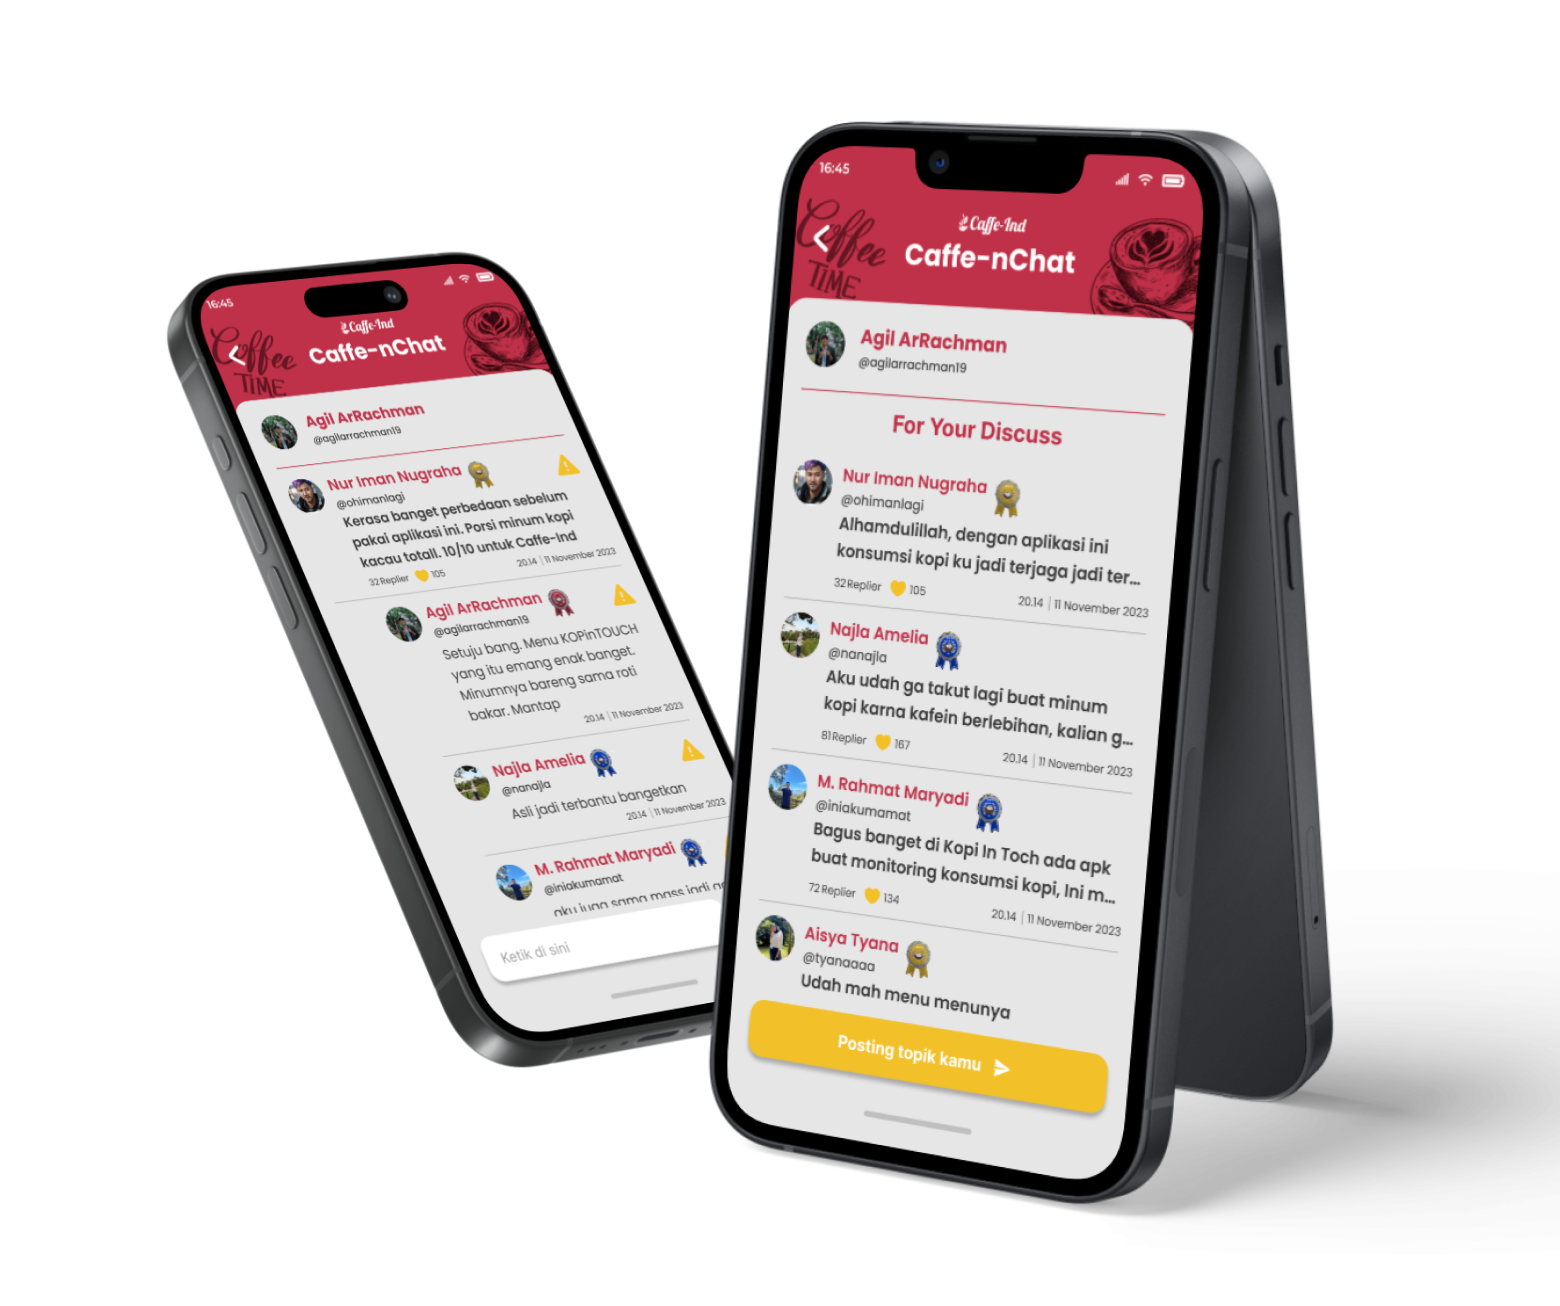 16:45
Coffee
TIME
Caffe-Ind
Caffe-nChat
Agil ArRachman
@agilarrachman19
Nur Iman Nugraha
@ohimanlagi
Kerasa banget perbedaan sebelum
pakai aplikasi ini. Porsi minum kopi
kacau totall. 10/10 untuk Caffe-Ind
32 Replier 105 20.14 | 11 November 2023
Agil ArRachman
@agilarrachman19
Setuju bang. Menu KOPinTOUCH
yang itu emang enak banget.
Minumnya bareng sama roti
bakar. Mantap
20.14 | 11 November 2023
Najla Amelia
@nanajla
Asli jadi terbantu bangetkan
20.14 | 11 November 2023
M. Rahmat Maryadi
@iniakumamat
aku juga sama mass jadi
Ketik di sini
16:45
Coffee
TIME
Caffe-Ind
Caffe-nChat
Agil ArRachman
@agilarrachman19
For Your Discuss
Nur Iman Nugraha
@ohimanlagi
Alhamdulillah, dengan aplikasi ini
konsumsi kopi ku jadi terjaga jadi ter...
32 Replier 105 20.14 | 11 November 2023
Najla Amelia
@nanajla
Aku udah ga takut lagi buat minum
kopi karna kafein berlebihan, kalian g...
81 Replier 167 20.14 | 11 November 2023
M. Rahmat Maryadi
@iniakumamat
Bagus banget di Kopi In Toch ada apk
buat monitoring konsumsi kopi, Ini m...
72 Replier 134 20.14 | 11 November 2023
Aisya Tyana
@tyanaaaa
Udah mah menu menunya
Posting topik kamu